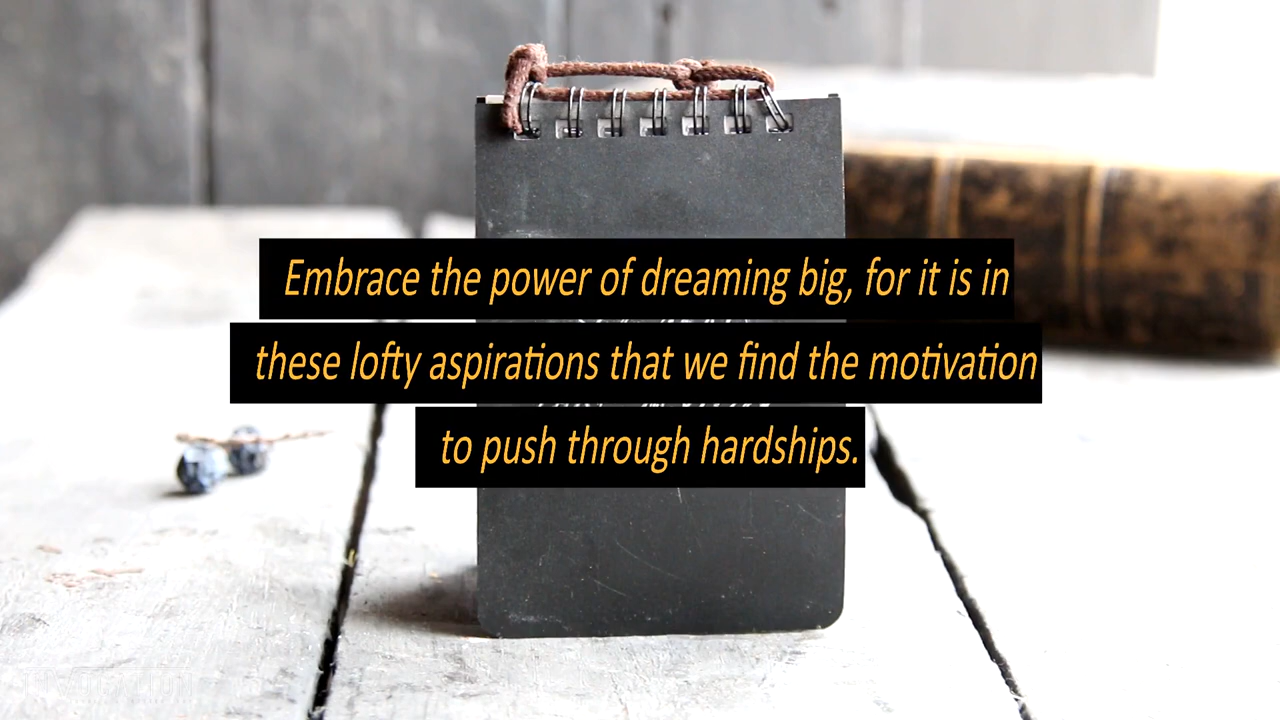 Embrace the power of dreaming big, for it is in
these lofty aspirations that we find the motivation
to push through hardships.